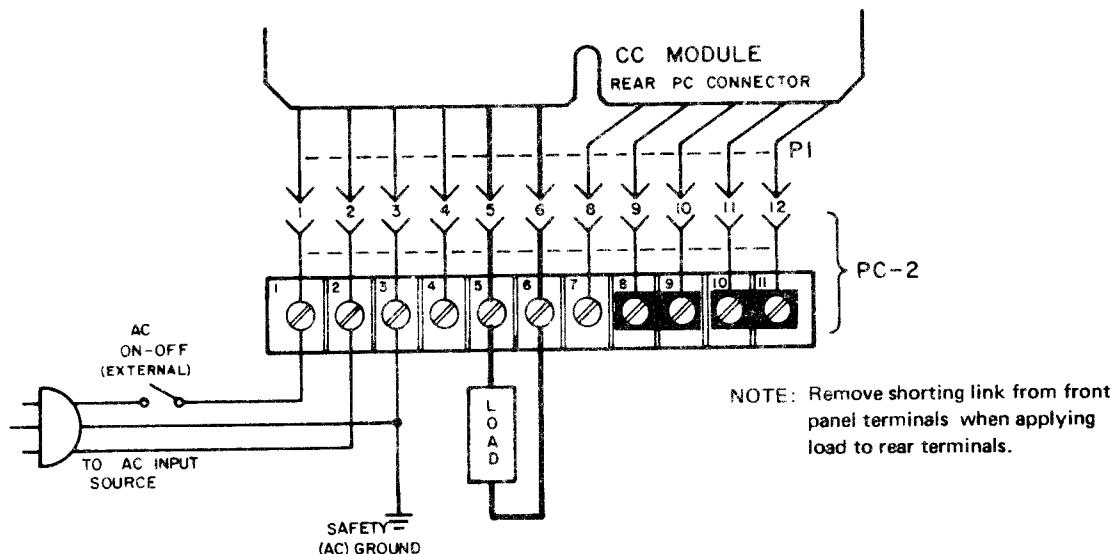 CC MODULE
REAR PC CONNECTOR
P1
1 2 3 4 5 6 8 9 10 11 12
PC-2
1 2 3 4 5 6 7 8 9 10 11
AC
ON-OFF
(EXTERNAL)
LOAD
NOTE: Remove shorting link from front
panel terminals when applying
load to rear terminals.
TO AC INPUT
SOURCE
SAFETY
(AC) GROUND